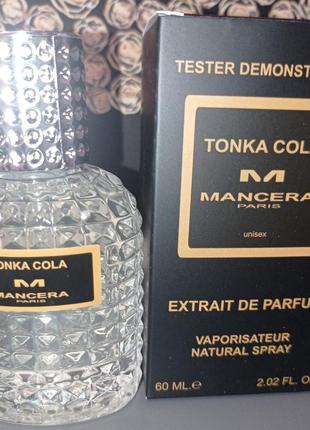 TESTER DEMONST
TONKA COLA
MANCERA
PARIS
unisex
EXTRAIT DE PARFU
VAPORISATEUR
NATURAL SPRAY
60 ML.e
2.02 FL. O
TONKA COLA
MANCERA
PARIS